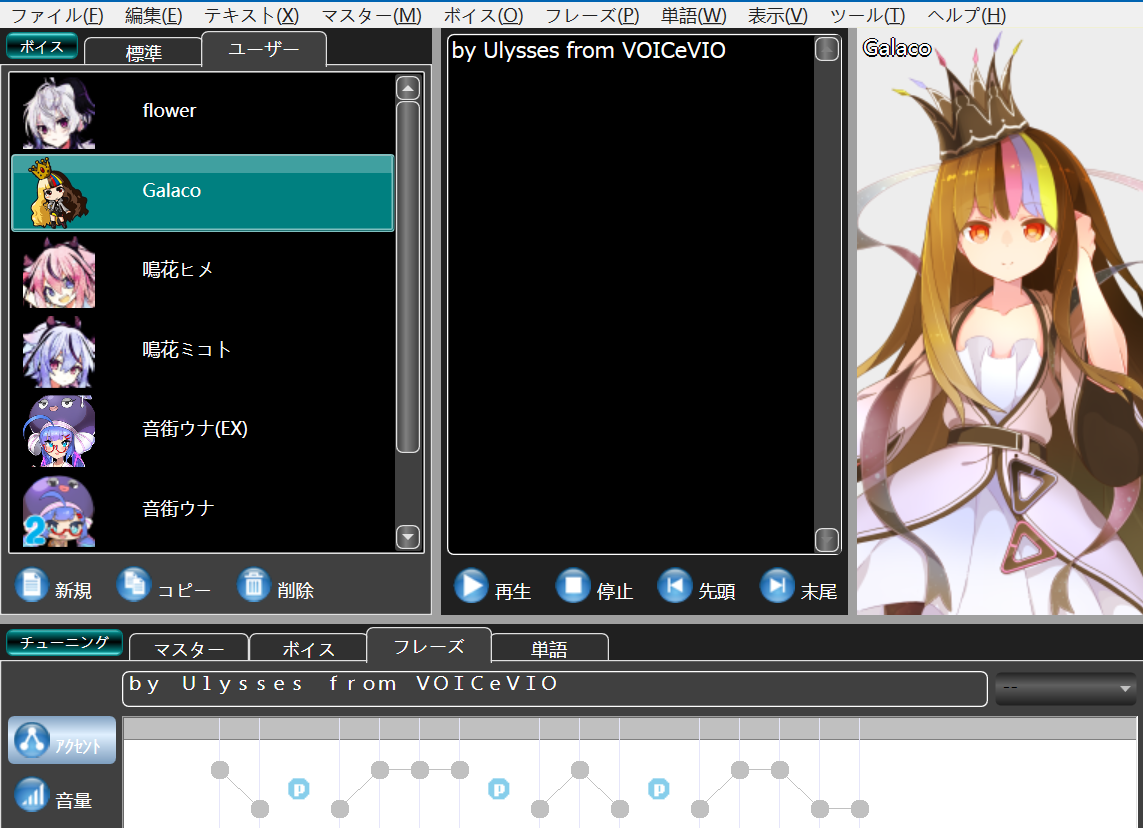 ファイル(F) 編集(E) テキスト(X) マスター(M) ボイス(O) フレーズ(P) 単語(W) 表示(V) ツール(T) ヘルプ(H)
ボイス 標準 ユーザー
flower
Galaco
鳴花ヒメ
鳴花ミコト
音街ウナ(EX)
音街ウナ
2
新規 コピー 削除
by Ulysses from VOICeVIO
再生 停止 先頭 末尾
Galaco
チューニング マスター ボイス フレーズ 単語
by Ulysses from VOICeVIO
--
アクセント
音量
p p p